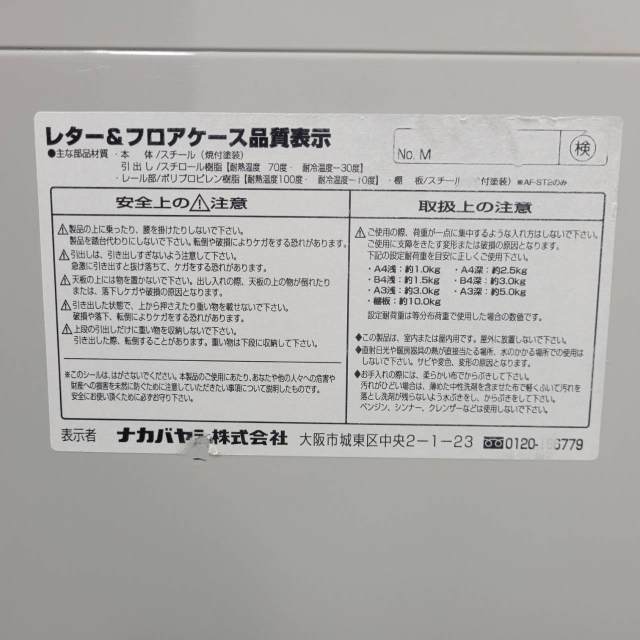 レター&フロアケース品質表示
No. M
検
●主な部品材質・本　体/スチール(焼付塗装)
引出し/スチロール樹脂【耐熱温度 70度・ 耐冷温度-30度】
・レール部/ポリプロピレン樹脂【耐熱温度100度・ 耐冷温度-10度】・棚 板/スチール 付塗装)※AF-ST2のみ
安全上の⚠注意
⚠製品の上に乗ったり、腰を掛けたりしないで下さい。
製品を踏台代わりにしないで下さい。転倒や破損によりケガをする恐れがあります。
⚠引出しは、引き出しすぎないよう注意して下さい。
急激に引き出すと抜け落ちて、ケガをする恐れがあります。
⚠天板の上には物を置かないで下さい。出し入れの際、天板の上の物が倒れたり
または、落下しケガや破損の原因となります。
⚠引き出した状態で、上から押さえたり重い物を載せないで下さい。
破損や落下、転倒によりケガをする恐れがあります。
⚠上段の引出しだけに重い物を収納しないで下さい。
引出した際、転倒することがあります。重い物は下段に収納して下さい。
※このシールは、はがさないでください。本製品のご使用にあたり、あなたや他の人々への危害や
財産への損害を未然に防ぐために注意していただきたい事項について説明したものです。
安全にお使い頂くために必ずお守り下さい。
取扱上の注意
⚠ご使用の際、荷重が一点に集中するような入れ方はしないで下さい。
ご使用に支障をきたす変形または破損の原因となります。
下記の設定耐荷重を目安に正しくご使用下さい。
・A4浅:約1.0kg ・A4深:約2.5kg
・B4浅:約1.5kg ・B4深:約3.0kg
・A3浅:約3.0kg ・A3深:約5.0kg
・棚板:約10.0kg
設定耐荷重は等分布荷重で使用した場合の数値です。
◆この製品は、室内または屋内用です。屋外に放置しないで下さい。
◆直射日光や暖房器具の熱が直接当たる場所、水のかかる場所での使用は
しないで下さい。サビや変色、変形の原因となります。
◆お手入れの際には、柔らかい布でからぶきして下さい。
汚れがひどい場合は、薄めた中性洗剤を含ませた布で軽くふいて汚れを
落とし洗剤が残らないよう水ぶきをし、からぶきをして下さい。
ベンジン、シンナー、クレンザーなどは使用しないで下さい。
表示者 ナカバヤシ株式会社 大阪市城東区中央2-1-23 0120- 6779